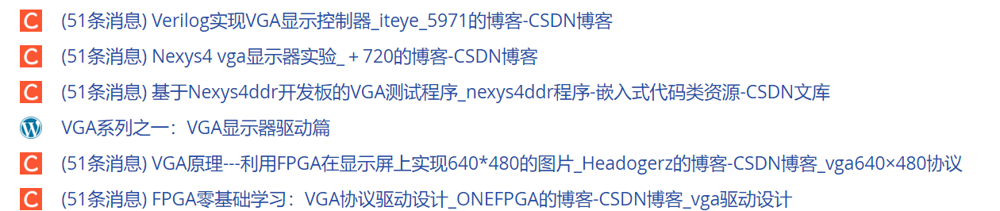 (51条消息) Verilog实现VGA显示控制器_iteye_5971的博客-CSDN博客
(51条消息) Nexys4 vga显示器实验_＋720的博客-CSDN博客
(51条消息) 基于Nexys4ddr开发板的VGA测试程序_nexys4ddr程序-嵌入式代码类资源-CSDN文库
VGA系列之一：VGA显示器驱动篇
(51条消息) VGA原理---利用FPGA在显示屏上实现640*480的图片_Headogerz的博客-CSDN博客_vga640×480协议
(51条消息) FPGA零基础学习：VGA协议驱动设计_ONEFPGA的博客-CSDN博客_vga驱动设计